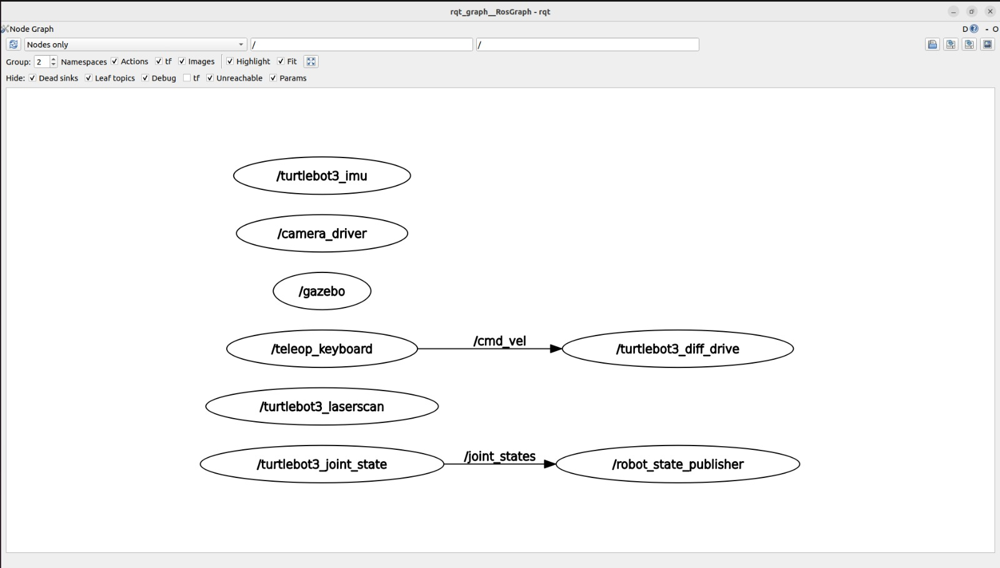 rqt_graph__RosGraph - rqt
Node Graph D - O
Nodes only / /
Group: 2 Namespaces Actions tf Images Highlight Fit
Hide: Dead sinks Leaf topics Debug tf Unreachable Params
/turtlebot3_imu
/camera_driver
/gazebo
/teleop_keyboard /cmd_vel /turtlebot3_diff_drive
/turtlebot3_laserscan
/turtlebot3_joint_state /joint_states /robot_state_publisher